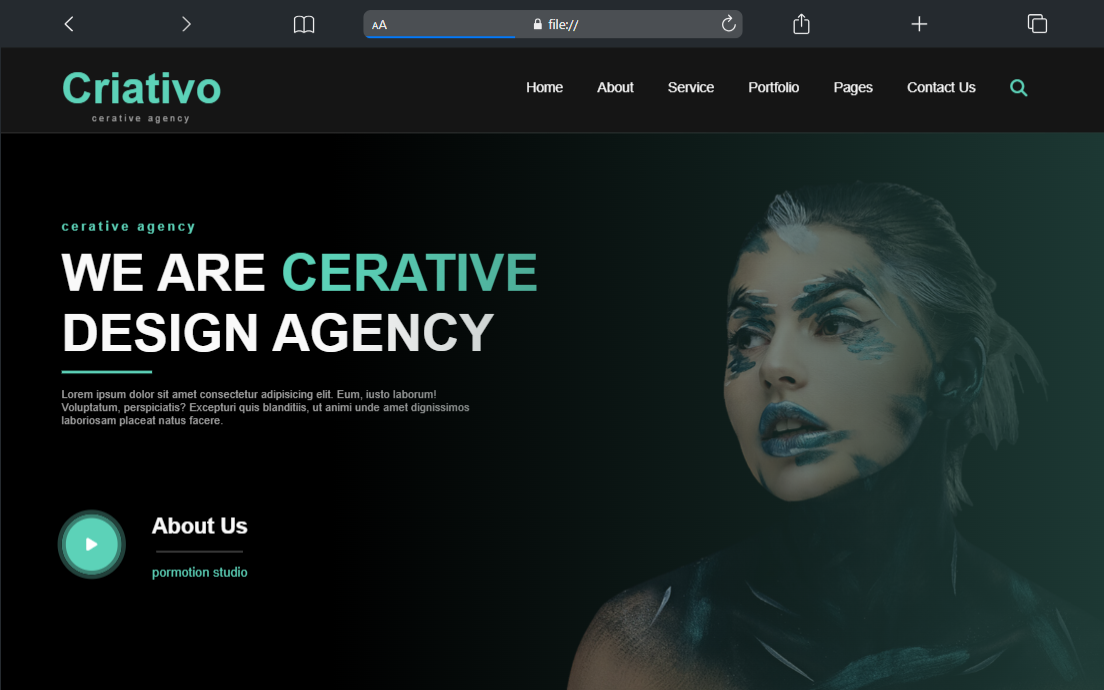 AA
file://
Criativo
cerative agency
Home About Service Portfolio Pages Contact Us
cerative agency
WE ARE CERATIVE
DESIGN AGENCY
Lorem ipsum dolor sit amet consectetur adipisicing elit. Eum, iusto laborum!
Voluptatum, perspiciatis? Excepturi quis blanditiis, ut animi unde amet dignissimos
laboriosam placeat natus facere.
About Us
pormotion studio